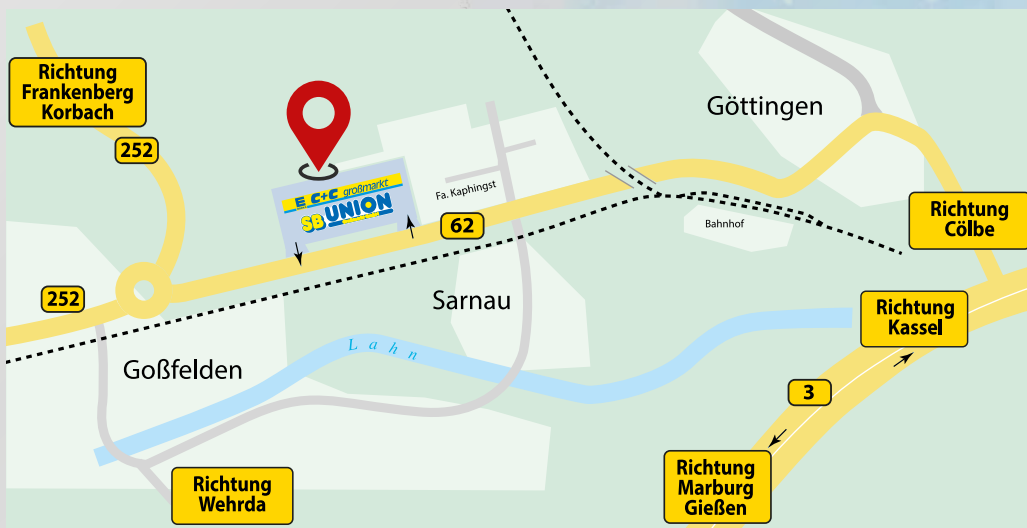 Richtung
Frankenberg
Korbach
252
E C+C großmarkt
SB UNION
Fa. Kaphingst
62
Göttingen
Bahnhof
Richtung
Cölbe
252
Sarnau
Richtung
Kassel
Lahn
Goßfelden
3
Richtung
Wehrda
Richtung
Marburg
Gießen